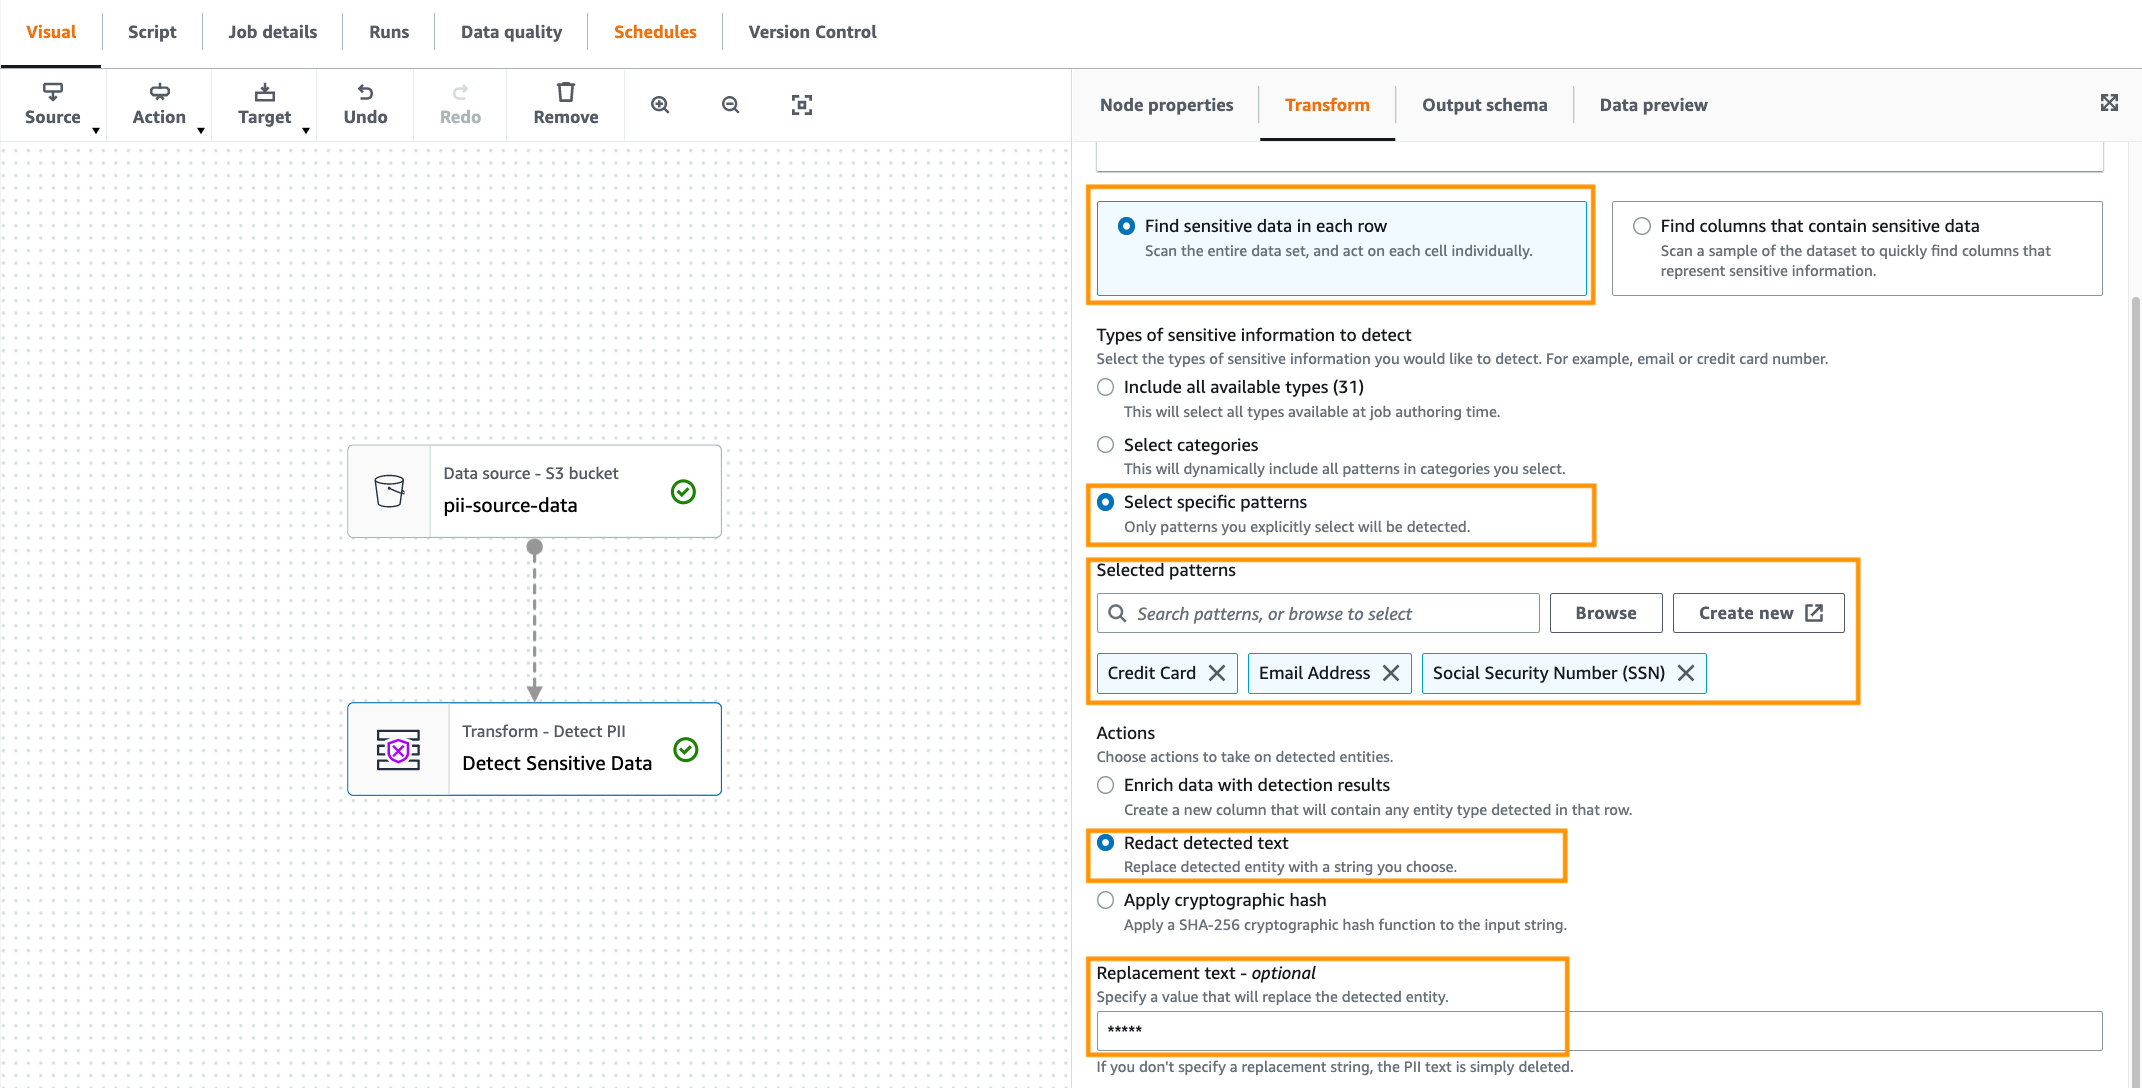 Visual
Script
Job details
Runs
Data quality
Schedules
Version Control
Source
Action
Target
Undo
Redo
Remove
Node properties
Transform
Output schema
Data preview
Data source - S3 bucket
pii-source-data
Transform - Detect PII
Detect Sensitive Data
Find sensitive data in each row
Scan the entire data set, and act on each cell individually.
Find columns that contain sensitive data
Scan a sample of the dataset to quickly find columns that
represent sensitive information.
Types of sensitive information to detect
Select the types of sensitive information you would like to detect. For example, email or credit card number.
Include all available types (31)
This will select all types available at job authoring time.
Select categories
This will dynamically include all patterns in categories you select.
Select specific patterns
Only patterns you explicitly select will be detected.
Selected patterns
Search patterns, or browse to select
Browse
Create new
Credit Card
Email Address
Social Security Number (SSN)
Actions
Choose actions to take on detected entities.
Enrich data with detection results
Create a new column that will contain any entity type detected in that row.
Redact detected text
Replace detected entity with a string you choose.
Apply cryptographic hash
Apply a SHA-256 cryptographic hash function to the input string.
Replacement text - optional
Specify a value that will replace the detected entity.
*****
If you don't specify a replacement string, the PII text is simply deleted.